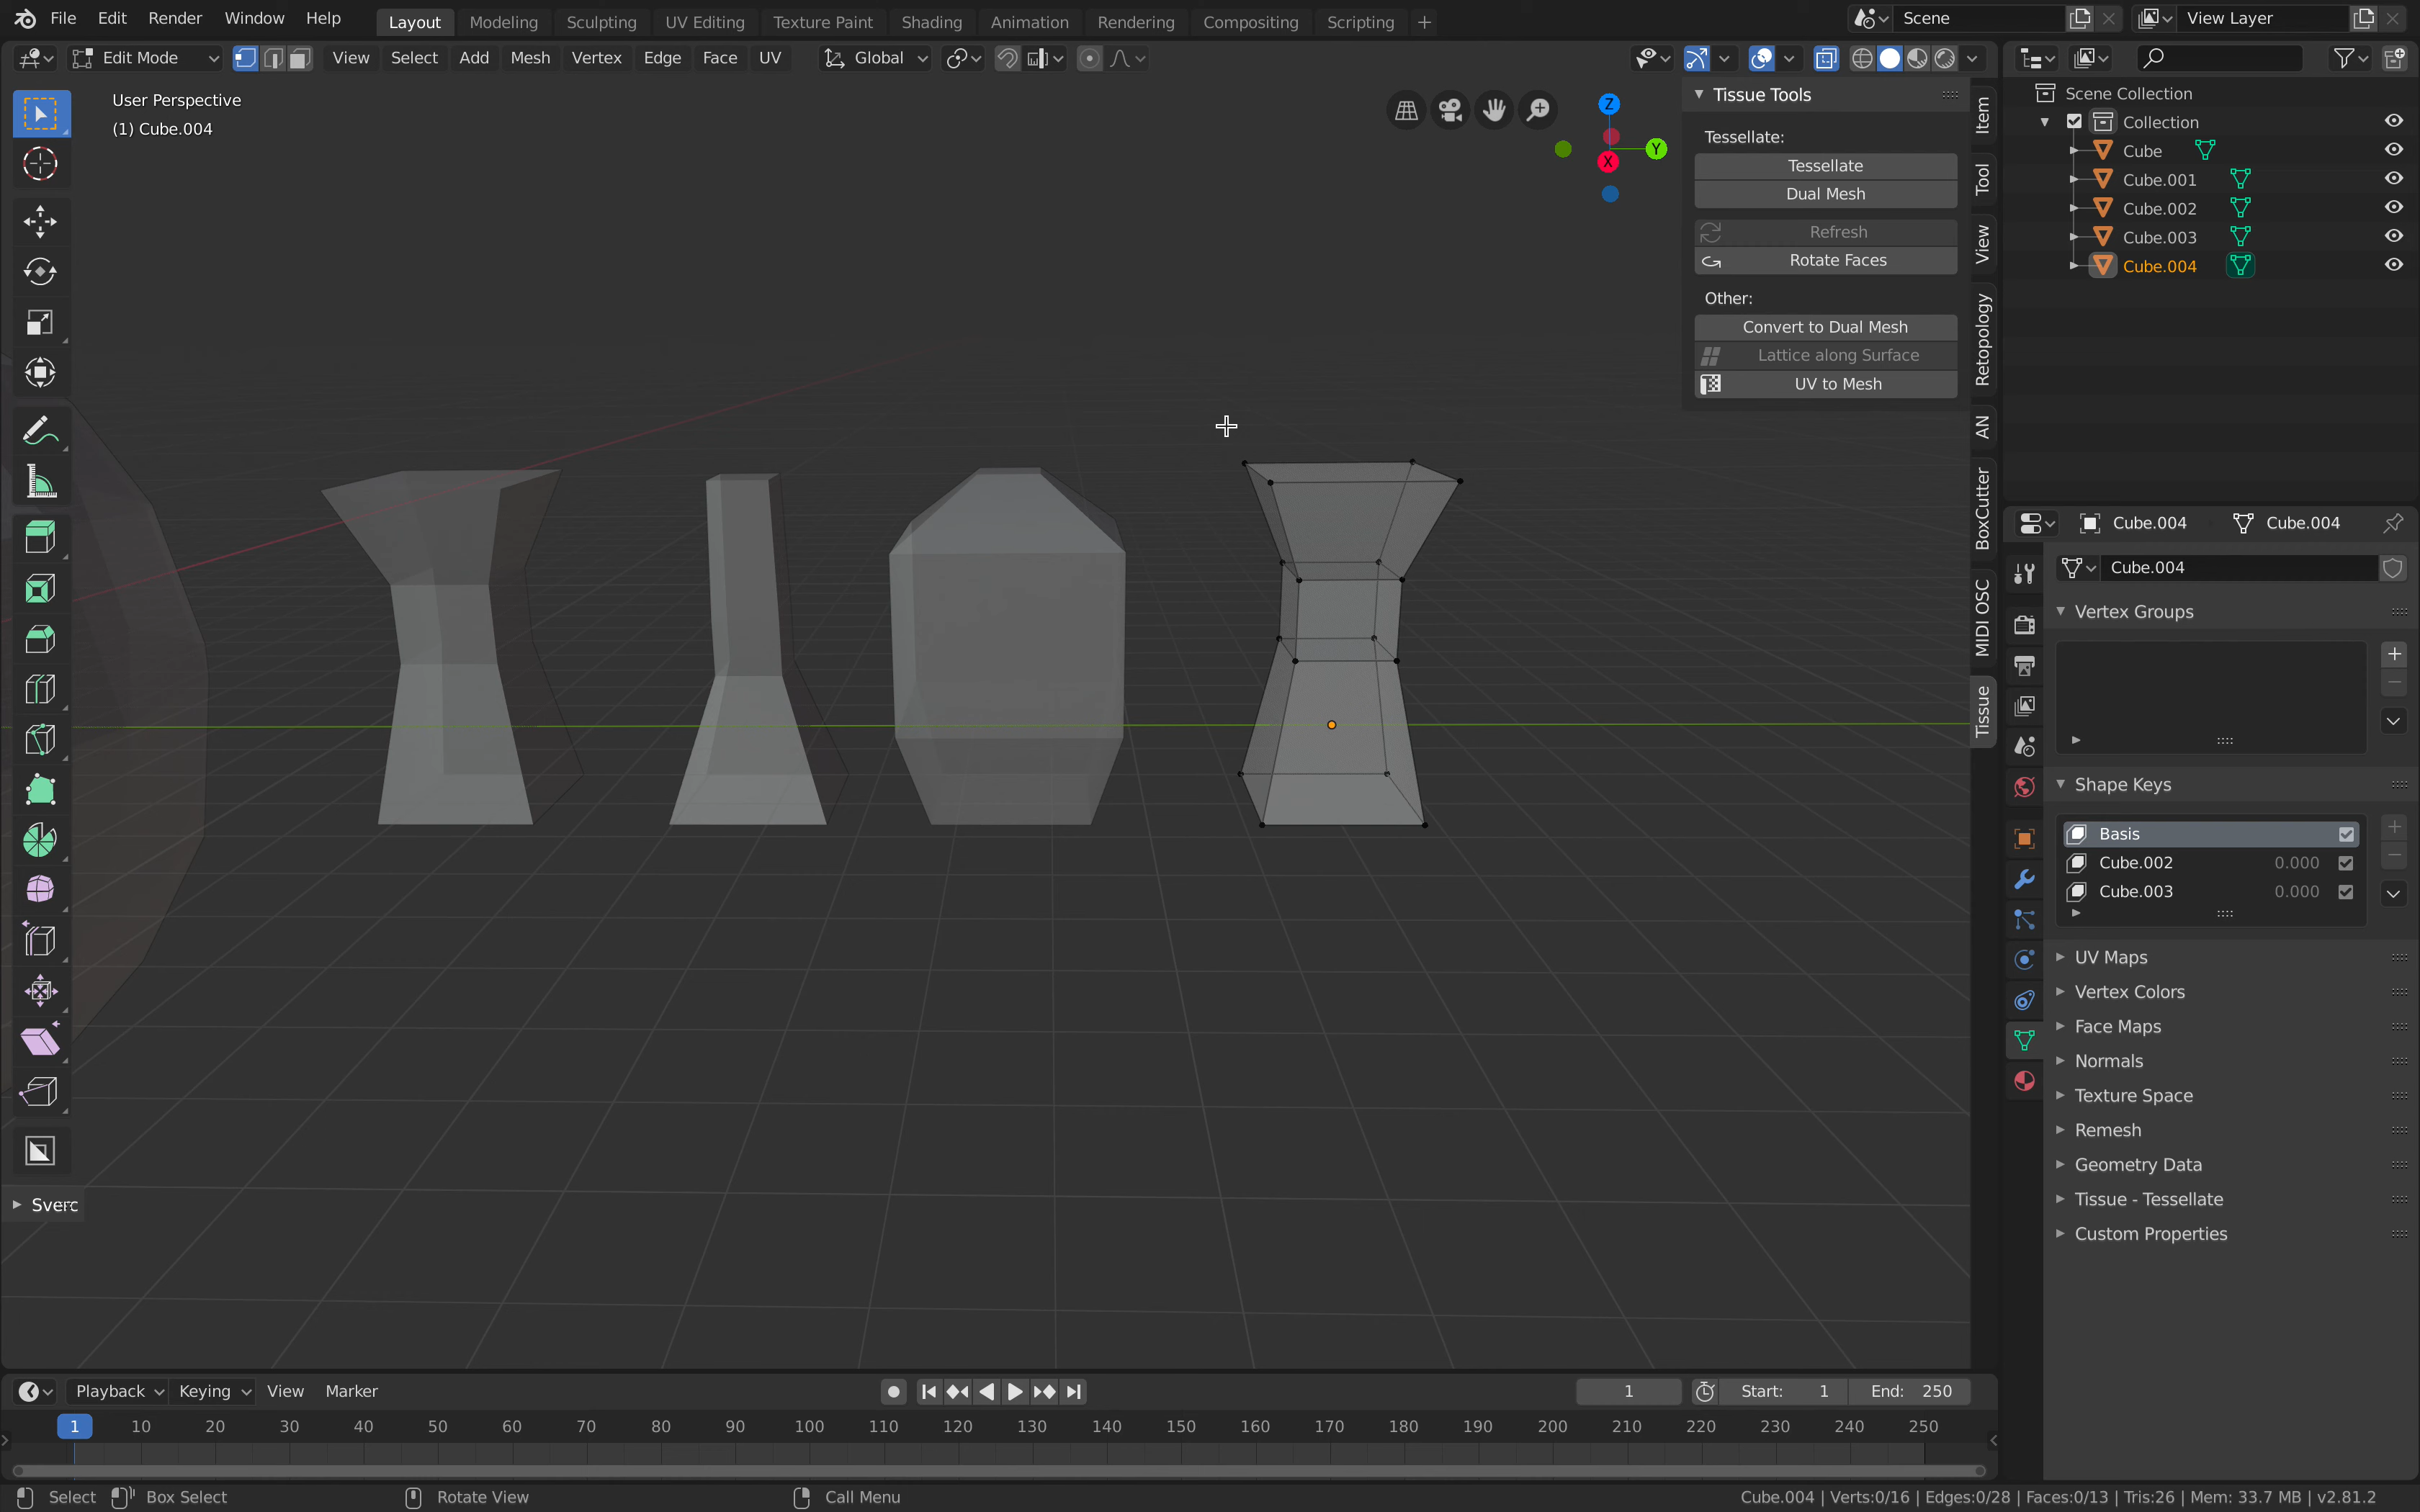 File Edit Render Window Help Layout Modeling Sculpting UV Editing Texture Paint Shading Animation Rendering Compositing Scripting + Scene View Layer
Edit Mode View Select Add Mesh Vertex Edge Face UV Global
User Perspective
(1) Cube.004
Z
Y
X
Tissue Tools
Tessellate:
Tessellate
Dual Mesh
Refresh
Rotate Faces
Other:
Convert to Dual Mesh
Lattice along Surface
UV to Mesh
Item
Tool
View
Retopology
AN
BoxCutter
MIDI OSC
Tissue
Scene Collection
Collection
Cube
Cube.001
Cube.002
Cube.003
Cube.004
Cube.004 Cube.004
Cube.004
Vertex Groups
Shape Keys
Basis
Cube.002 0.000
Cube.003 0.000
UV Maps
Vertex Colors
Face Maps
Normals
Texture Space
Remesh
Geometry Data
Tissue - Tessellate
Custom Properties
Playback Keying View Marker 1 Start: 1 End: 250
1 10 20 30 40 50 60 70 80 90 100 110 120 130 140 150 160 170 180 190 200 210 220 230 240 250
Select Box Select Rotate View Call Menu Cube.004 | Verts:0/16 | Edges:0/28 | Faces:0/13 | Tris:26 | Mem: 33.7 MB | v2.81.2